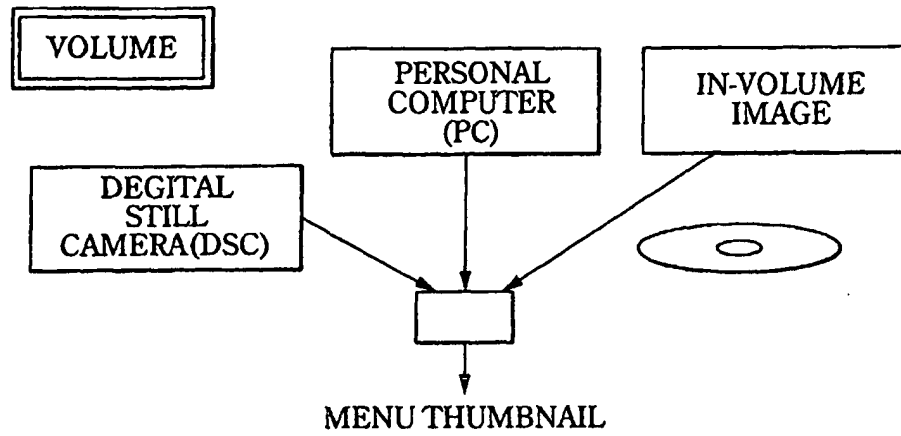 VOLUME
PERSONAL
COMPUTER
(PC)
IN-VOLUME
IMAGE
DEGITAL
STILL
CAMERA(DSC)
MENU THUMBNAIL